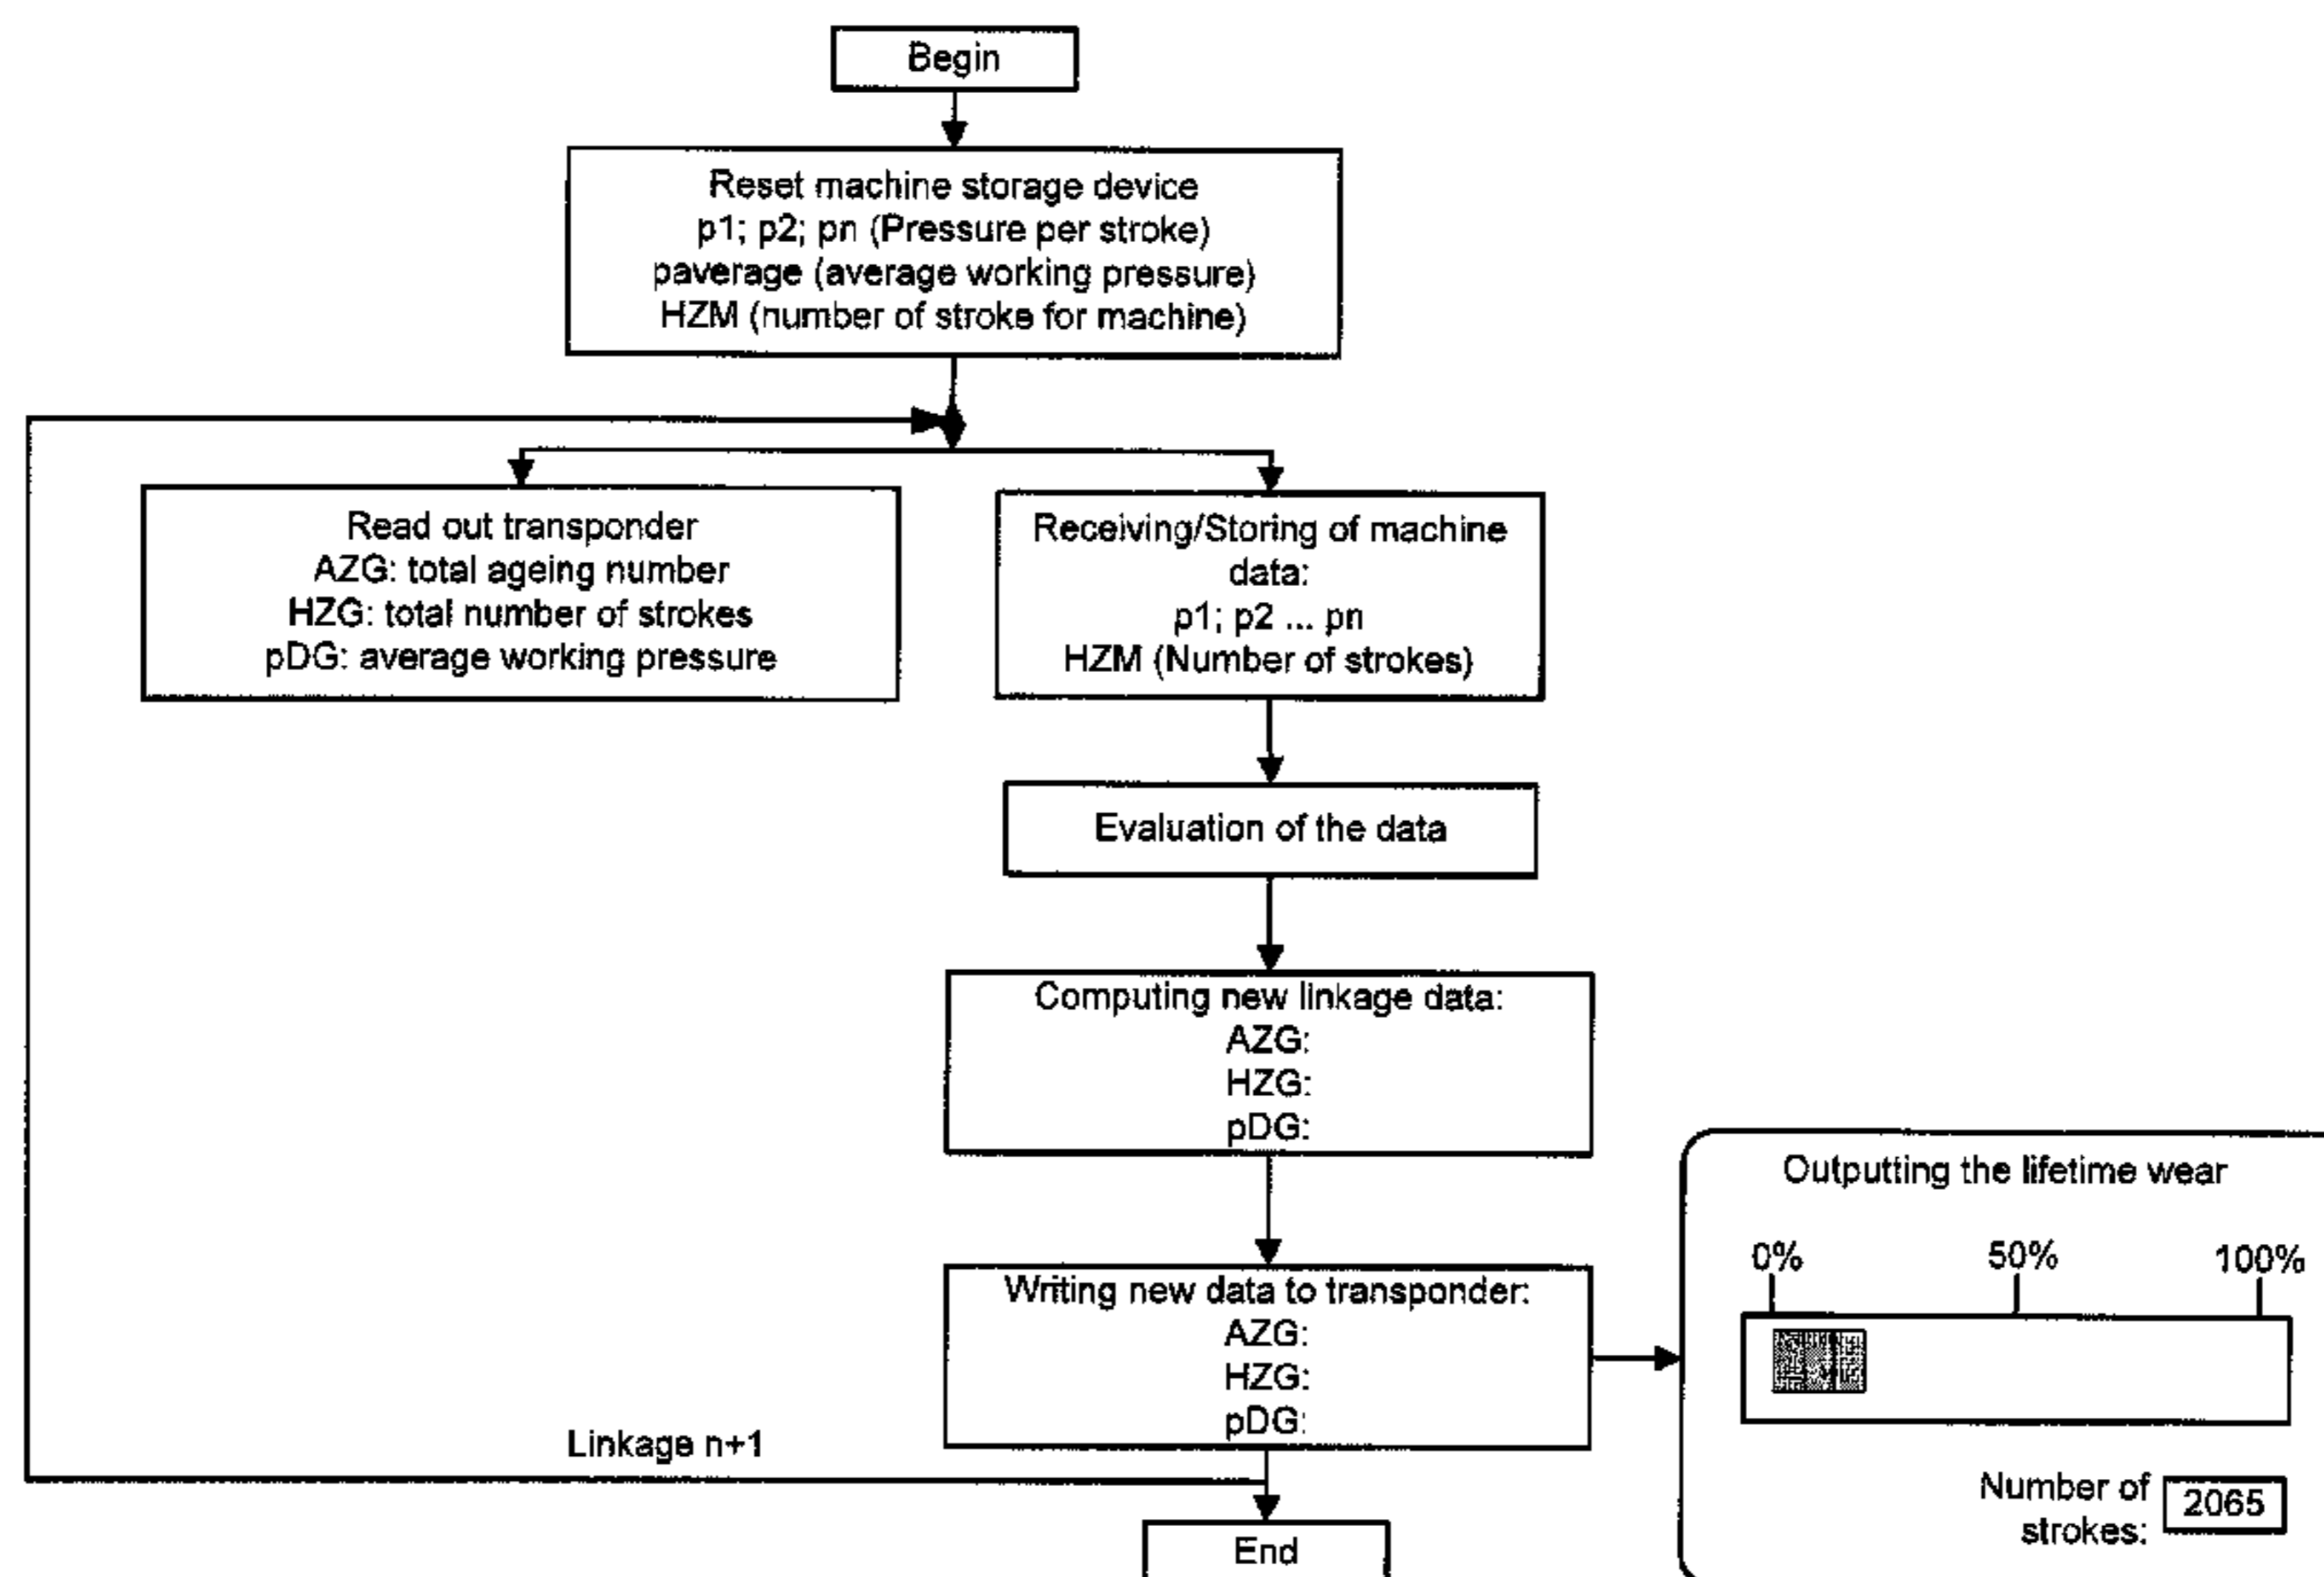 Begin
Reset machine storage device
p1; p2; pn (Pressure per stroke)
paverage (average working pressure)
HZM (number of stroke for machine)
Read out transponder
AZG: total ageing number
HZG: total number of strokes
pDG: average working pressure
Receiving/Storing of machine
data:
p1; p2 ... pn
HZM (Number of strokes)
Evaluation of the data
Computing new linkage data:
AZG:
HZG:
pDG:
Writing new data to transponder:
AZG:
HZG:
pDG:
Outputting the lifetime wear
0% 50% 100%
Number of
strokes:
2065
Linkage n+1
End